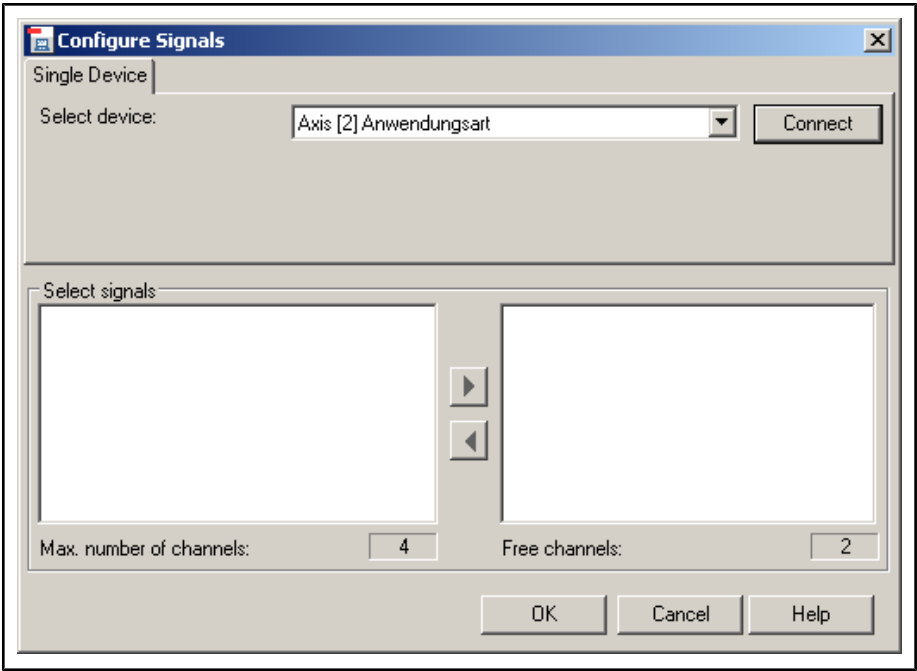 Configure Signals
Single Device
Select device: Axis [2] Anwendungsart Connect
Select signals
Max. number of channels: 4 Free channels: 2
OK Cancel Help